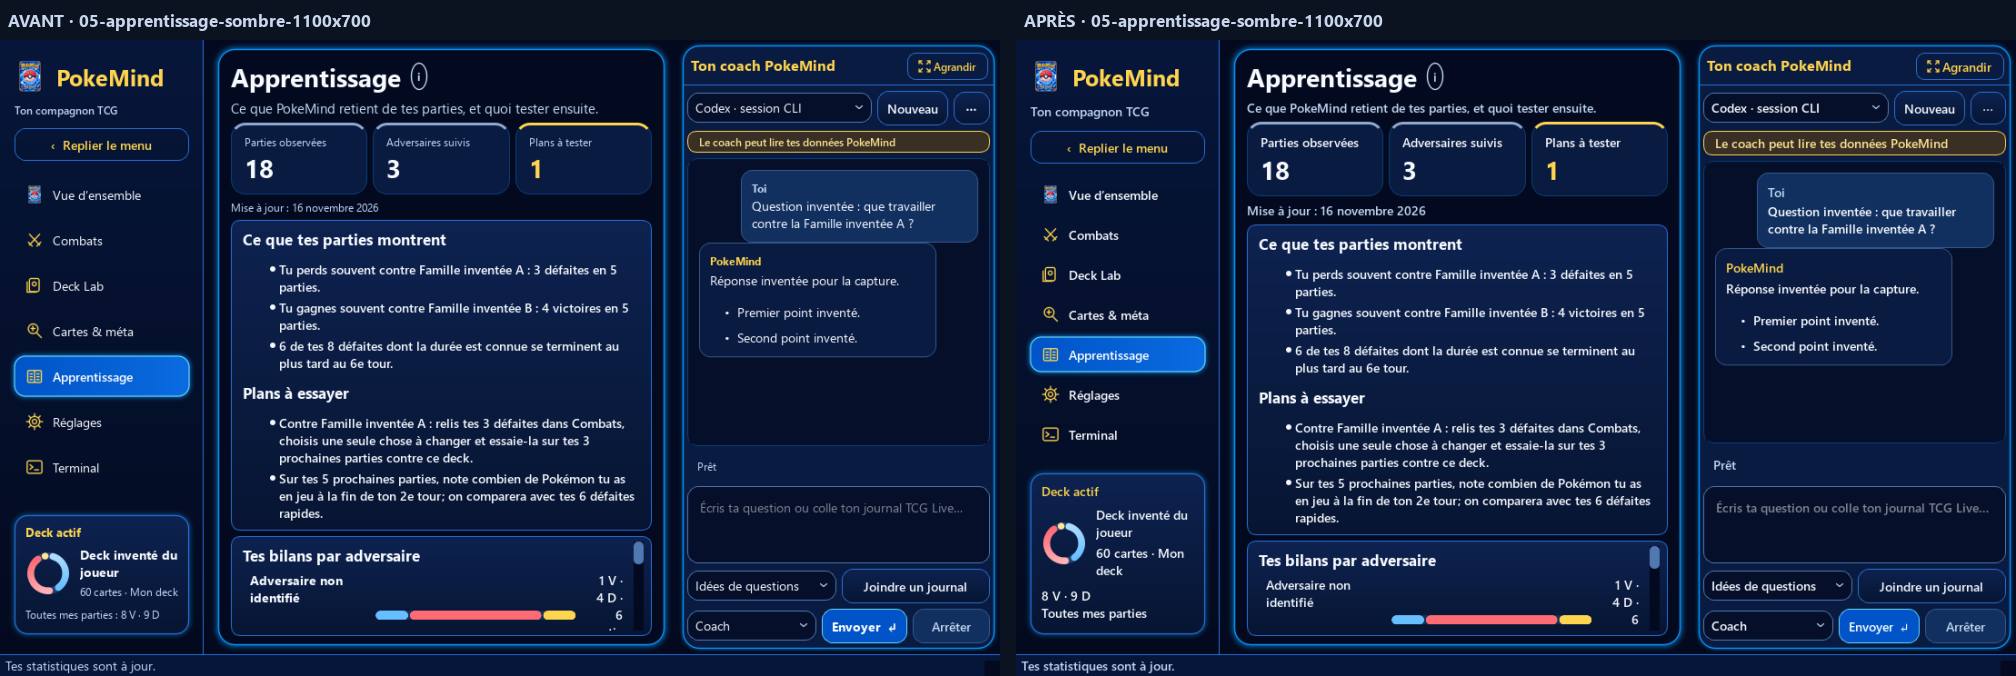 AVANT · 05-apprentissage-sombre-1100x700
PokeMind
Ton compagnon TCG
‹ Replier le menu
Vue d'ensemble
Combats
Deck Lab
Cartes & méta
Apprentissage
Réglages
Terminal
Deck actif
Deck inventé du
joueur
60 cartes · Mon deck
Toutes mes parties : 8 V · 9 D
Apprentissage i
Ce que PokeMind retient de tes parties, et quoi tester ensuite.
Parties observées
18
Adversaires suivis
3
Plans à tester
1
Mise à jour : 16 novembre 2026
Ce que tes parties montrent
• Tu perds souvent contre Famille inventée A : 3 défaites en 5
parties.
• Tu gagnes souvent contre Famille inventée B : 4 victoires en 5
parties.
• 6 de tes 8 défaites dont la durée est connue se terminent au
plus tard au 6e tour.
Plans à essayer
• Contre Famille inventée A : relis tes 3 défaites dans Combats,
choisis une seule chose à changer et essaie-la sur tes 3
prochaines parties contre ce deck.
• Sur tes 5 prochaines parties, note combien de Pokémon tu as
en jeu à la fin de ton 2e tour; on comparera avec tes 6 défaites
rapides.
Tes bilans par adversaire
Adversaire non
identifié
1 V ·
4 D ·
6
Ton coach PokeMind
Agrandir
Codex · session CLI
Nouveau
...
Le coach peut lire tes données PokeMind
Toi
Question inventée : que travailler
contre la Famille inventée A ?
PokeMind
Réponse inventée pour la capture.
• Premier point inventé.
• Second point inventé.
Prêt
Écris ta question ou colle ton journal TCG Live...
Idées de questions
Joindre un journal
Coach
Envoyer ↲
Arrêter
Tes statistiques sont à jour.
APRÈS · 05-apprentissage-sombre-1100x700
PokeMind
Ton compagnon TCG
‹ Replier le menu
Vue d'ensemble
Combats
Deck Lab
Cartes & méta
Apprentissage
Réglages
Terminal
Deck actif
Deck inventé du
joueur
60 cartes · Mon
deck
8 V · 9 D
Toutes mes parties
Apprentissage i
Ce que PokeMind retient de tes parties, et quoi tester ensuite.
Parties observées
18
Adversaires suivis
3
Plans à tester
1
Mise à jour : 16 novembre 2026
Ce que tes parties montrent
• Tu perds souvent contre Famille inventée A : 3 défaites en 5
parties.
• Tu gagnes souvent contre Famille inventée B : 4 victoires en 5
parties.
• 6 de tes 8 défaites dont la durée est connue se terminent au
plus tard au 6e tour.
Plans à essayer
• Contre Famille inventée A : relis tes 3 défaites dans Combats,
choisis une seule chose à changer et essaie-la sur tes 3
prochaines parties contre ce deck.
• Sur tes 5 prochaines parties, note combien de Pokémon tu as
en jeu à la fin de ton 2e tour; on comparera avec tes 6 défaites
rapides.
Tes bilans par adversaire
Adversaire non
identifié
1 V ·
4 D ·
6
Ton coach PokeMind
Agrandir
Codex · session CLI
Nouveau
...
Le coach peut lire tes données PokeMind
Toi
Question inventée : que travailler
contre la Famille inventée A ?
PokeMind
Réponse inventée pour la capture.
• Premier point inventé.
• Second point inventé.
Prêt
Écris ta question ou colle ton journal TCG Live...
Idées de questions
Joindre un journal
Coach
Envoyer ↲
Arrêter
Tes statistiques sont à jour.